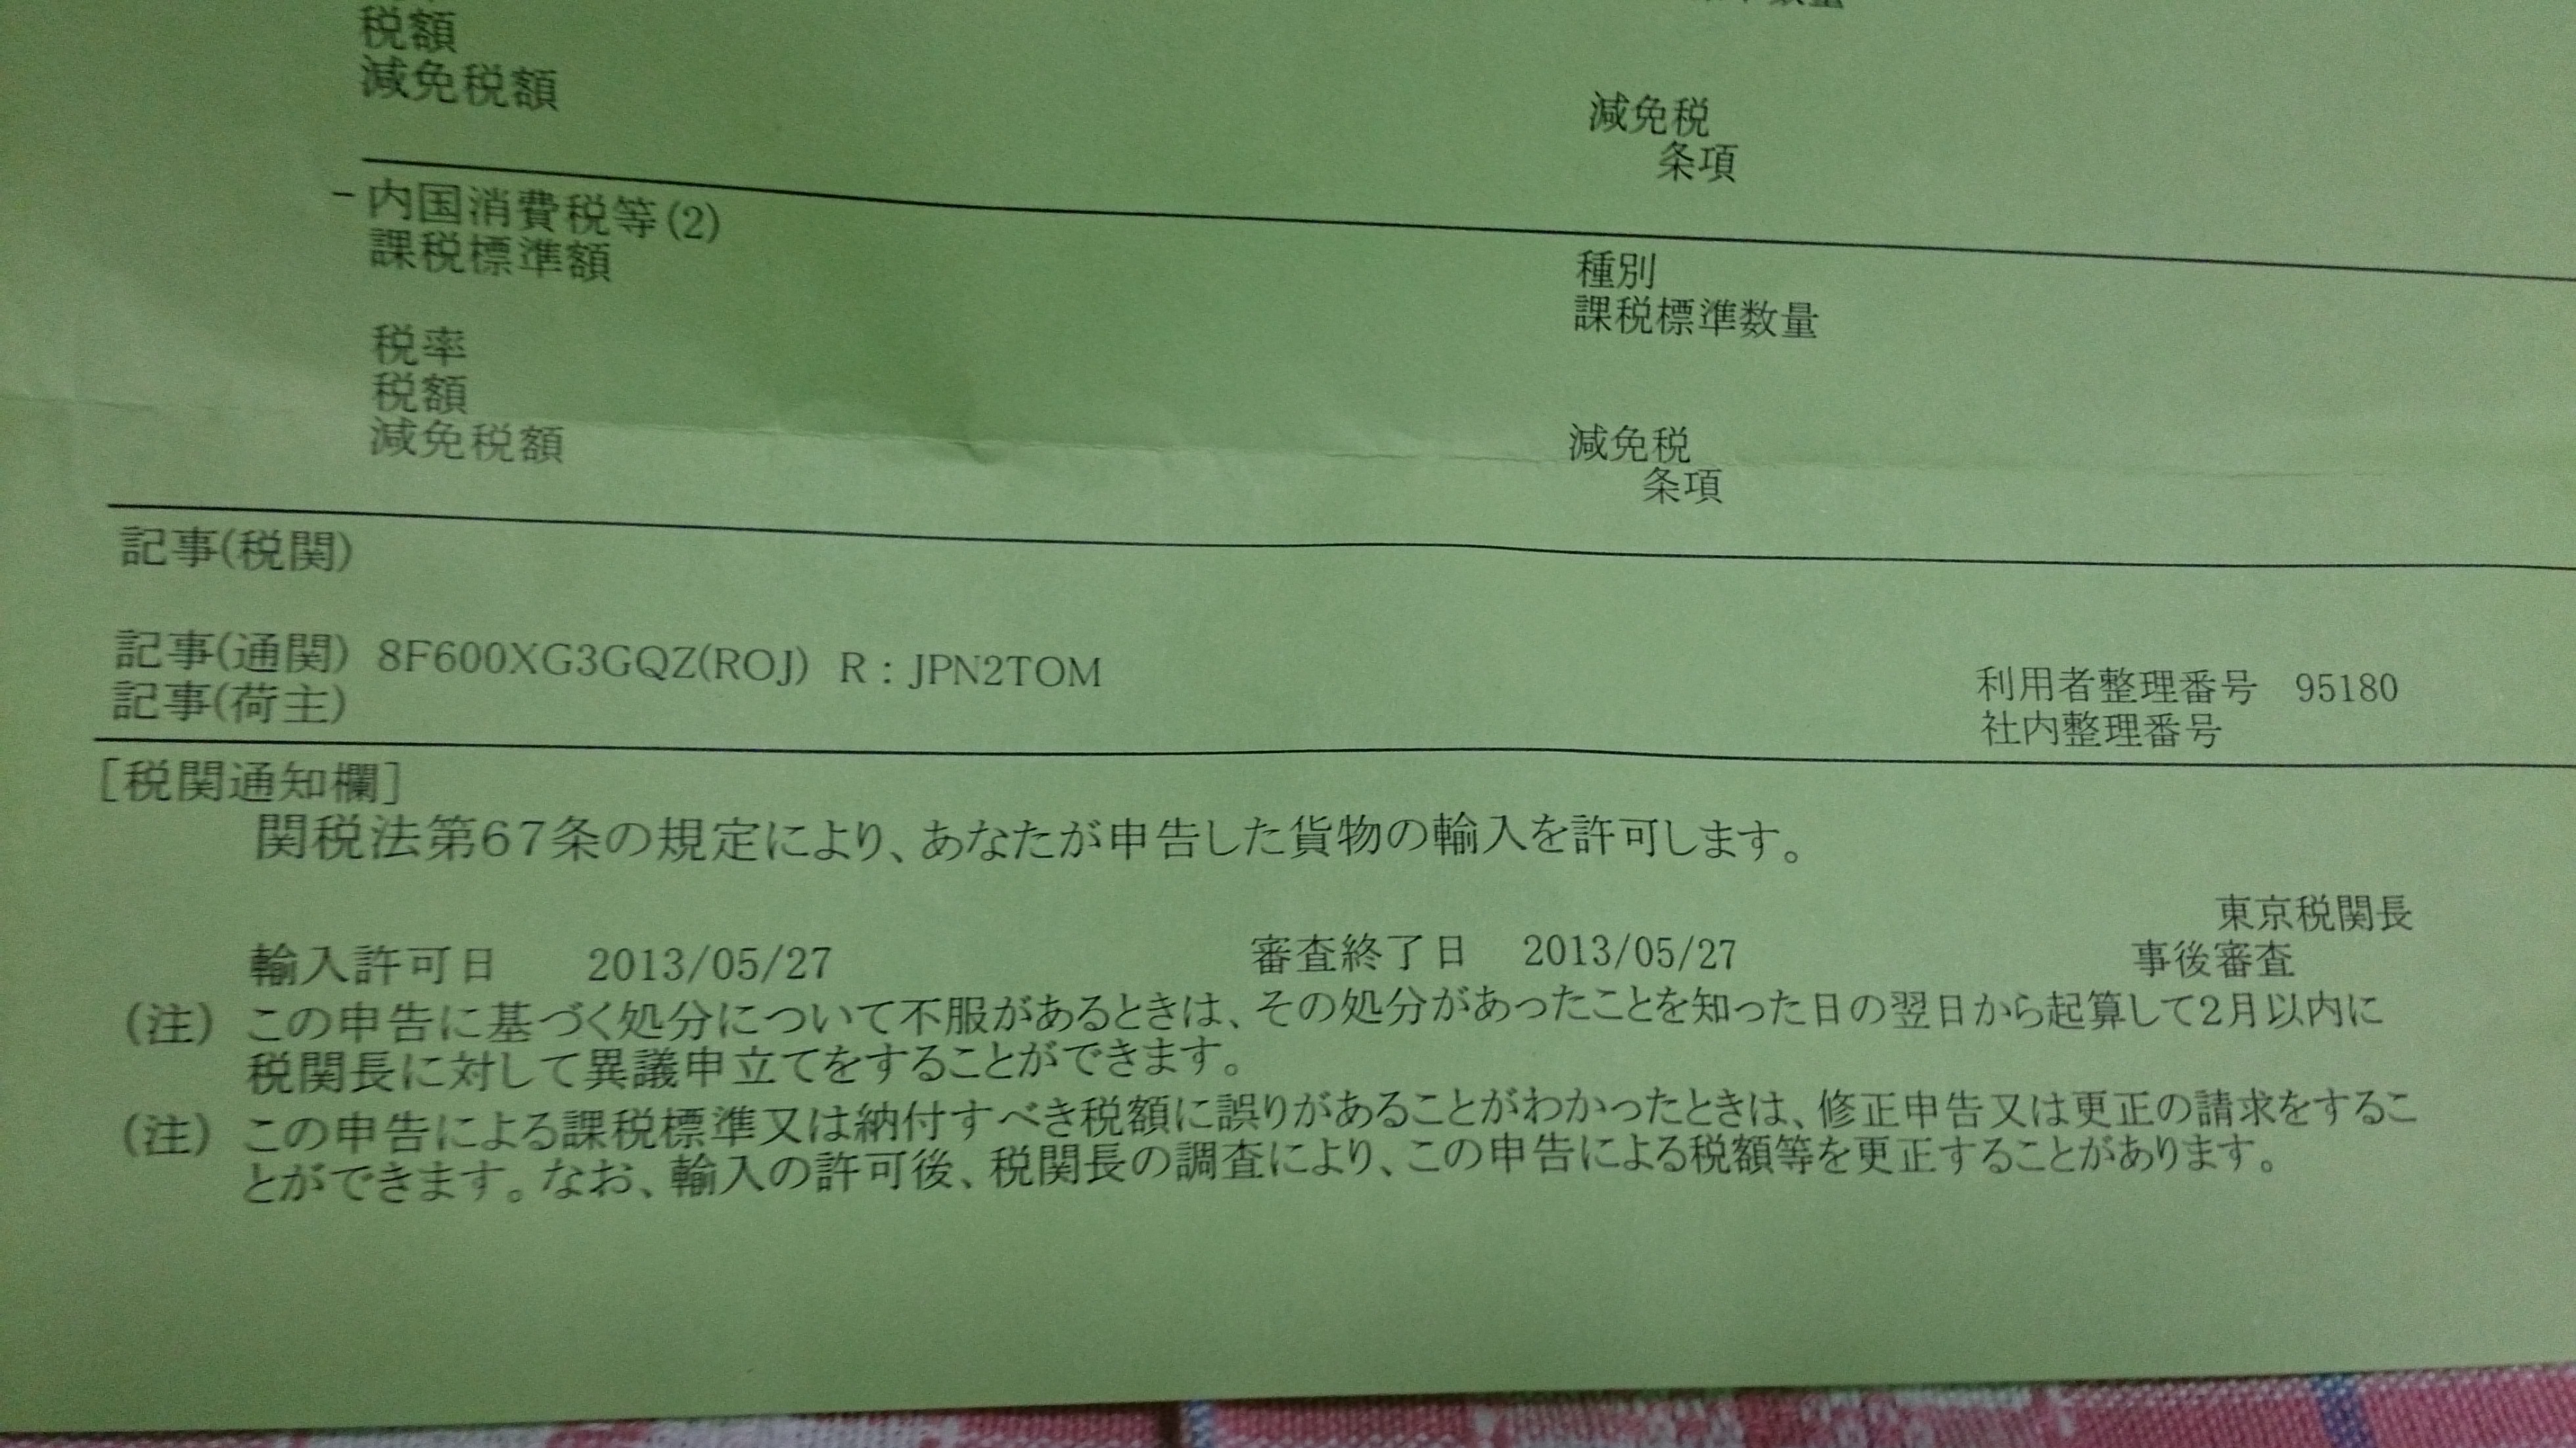 税額
減免税額
減免税
条項
- 内国消費税等(2)
種別
課税標準額
課税標準数量
税率
税額
減免税額
減免税
条項
記事(税関)
記事(通関) 8F600XG3GQZ(ROJ) R : JPN2TOM
利用者整理番号 95180
記事(荷主)
社内整理番号
[税関通知欄]
関税法第67条の規定により、あなたが申告した貨物の輸入を許可します。
東京税関長
輸入許可日 2013/05/27 審査終了日 2013/05/27 事後審査
(注) この申告に基づく処分について不服があるときは、その処分があったことを知った日の翌日から起算して2月以内に
税関長に対して異議申立てをすることができます。
(注) この申告による課税標準又は納付すべき税額に誤りがあることがわかったときは、修正申告又は更正の請求をするこ
とができます。なお、輸入の許可後、税関長の調査により、この申告による税額等を更正することがあります。